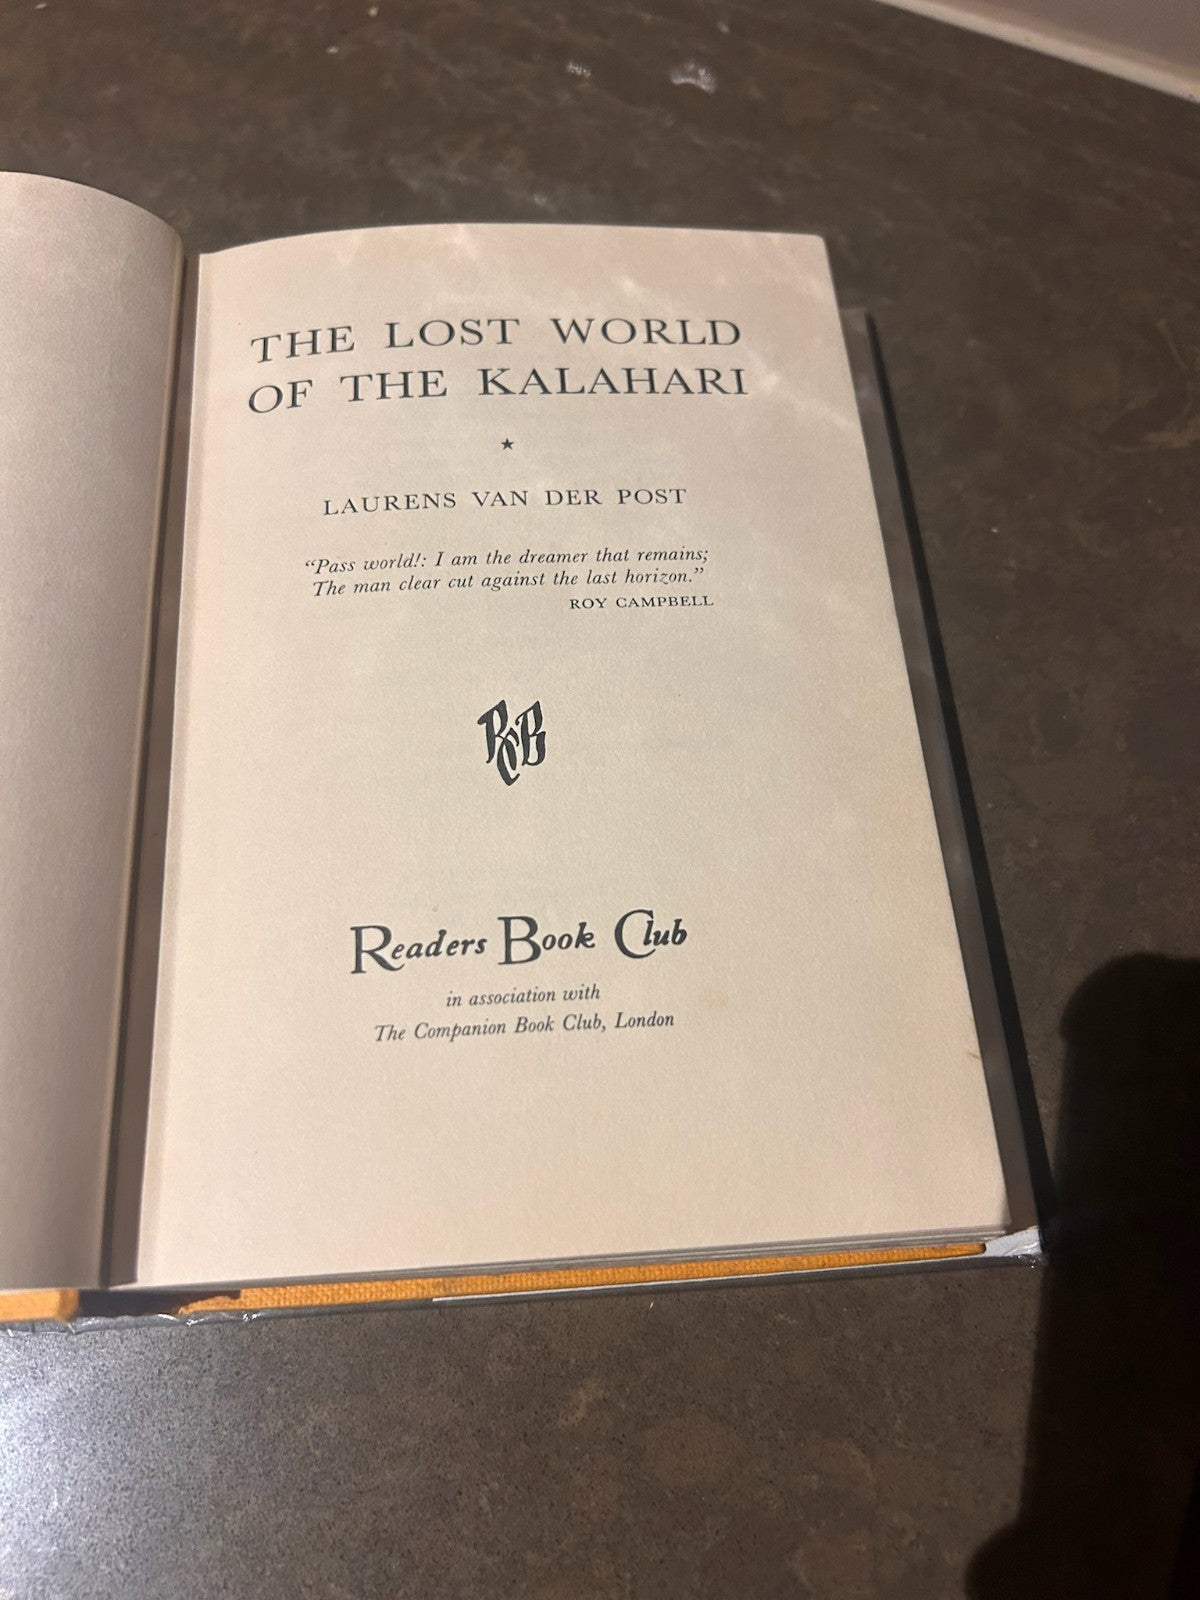 THE LOST WORLD
OF THE KALAHARI
★
LAURENS VAN DER POST
“Pass world!: I am the dreamer that remains;
The man clear cut against the last horizon.”
ROY CAMPBELL
RCB
Readers Book Club
in association with
The Companion Book Club, London